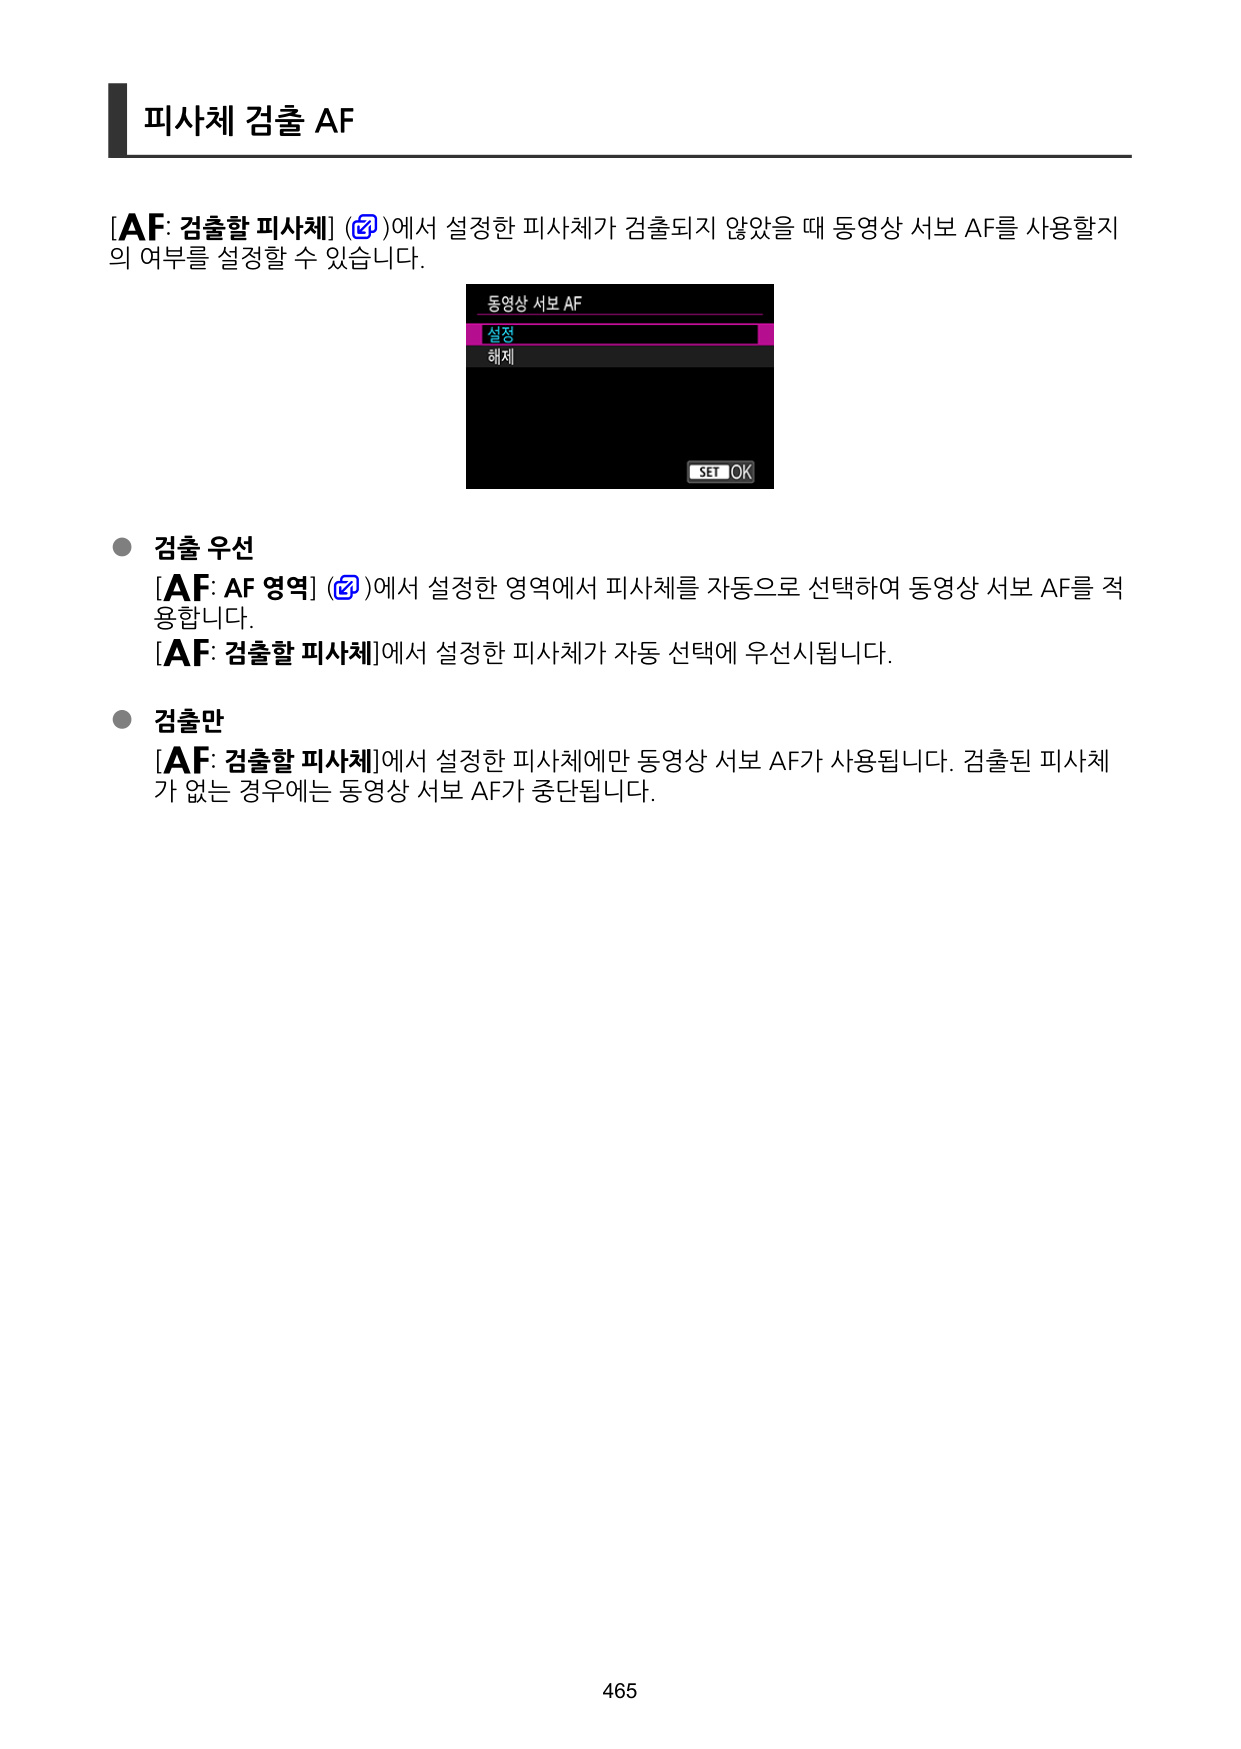 피사체 검출 AF
[AF: 검출할 피사체] ( )에서 설정한 피사체가 검출되지 않았을 때 동영상 서보 AF를 사용할지
의 여부를 설정할 수 있습니다.
동영상 서보 AF
설정
해제
SET OK
● 검출 우선
[AF: AF 영역] ( )에서 설정한 영역에서 피사체를 자동으로 선택하여 동영상 서보 AF를 적
용합니다.
[AF: 검출할 피사체]에서 설정한 피사체가 자동 선택에 우선시됩니다.
● 검출만
[AF: 검출할 피사체]에서 설정한 피사체에만 동영상 서보 AF가 사용됩니다. 검출된 피사체
가 없는 경우에는 동영상 서보 AF가 중단됩니다.
465